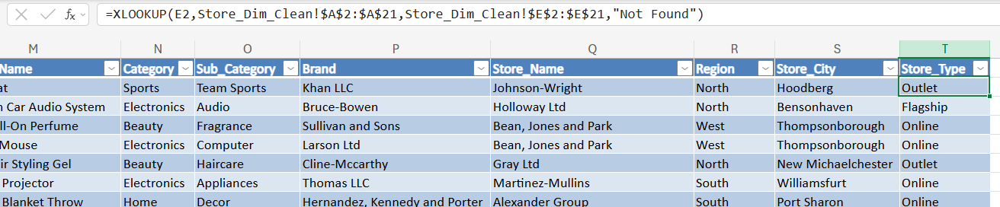 fx =XLOOKUP(E2,Store_Dim_Clean!$A$2:$A$21,Store_Dim_Clean!$E$2:$E$21,"Not Found")
M N O P Q R S T
Name Category Sub_Category Brand Store_Name Region Store_City Store_Type
at Sports Team Sports Khan LLC Johnson-Wright North Hoodberg Outlet
n Car Audio System Electronics Audio Bruce-Bowen Holloway Ltd North Bensonhaven Flagship
ll-On Perfume Beauty Fragrance Sullivan and Sons Bean, Jones and Park West Thompsonborough Online
Mouse Electronics Computer Larson Ltd Bean, Jones and Park West Thompsonborough Online
ir Styling Gel Beauty Haircare Cline-Mccarthy Gray Ltd North New Michaelchester Outlet
Projector Electronics Appliances Thomas LLC Martinez-Mullins South Williamsfurt Online
Blanket Throw Home Decor Hernandez, Kennedy and Porter Alexander Group South Port Sharon Online